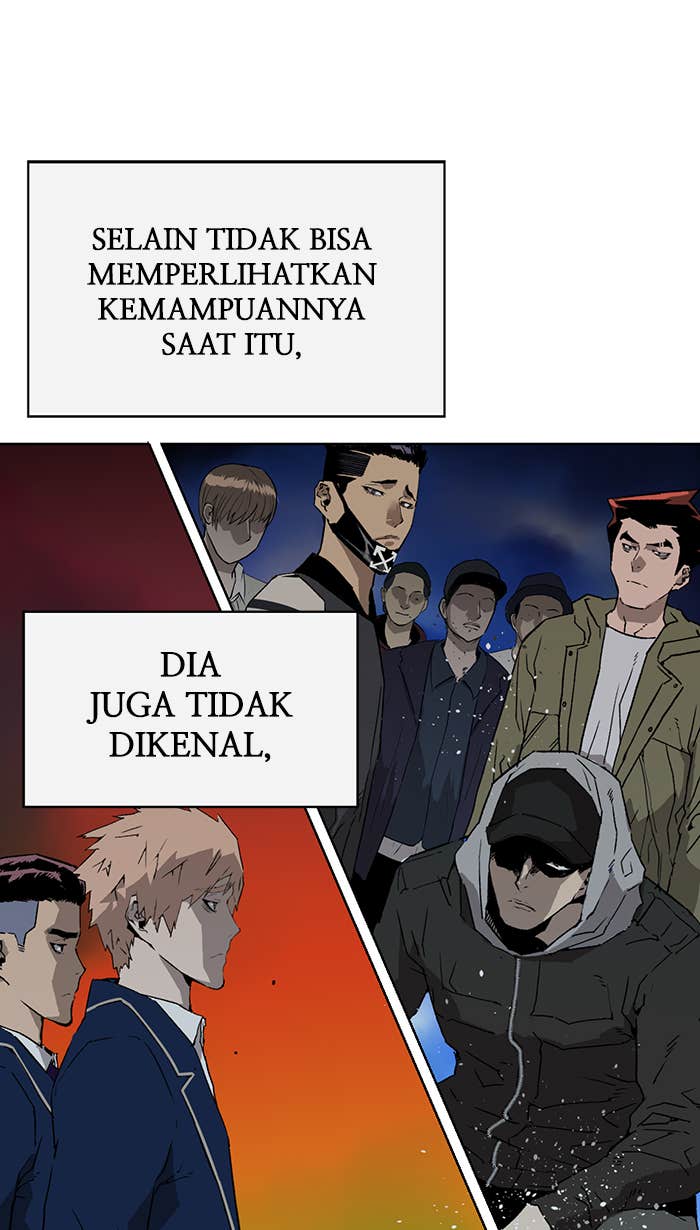 SELAIN TIDAK BISA
MEMPERLIHATKAN
KEMAMPUANNYA
SAAT ITU,
DIA
JUGA TIDAK
DIKENAL,